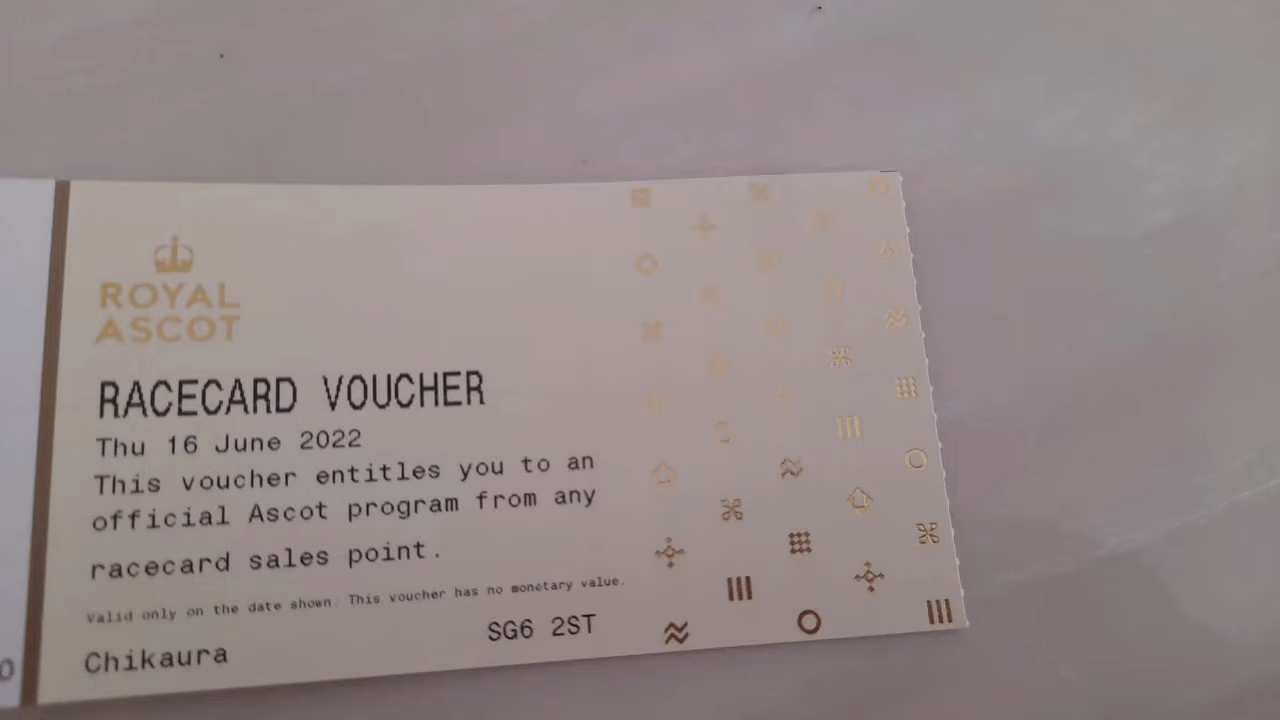 ROYAL
ASCOT
RACECARD VOUCHER
Thu 16 June 2022
This voucher entitles you to an
official Ascot program from any
racecard sales point.
Valid only on the date shown. This voucher has no monetary value.
SG6 2ST
Chikaura
0